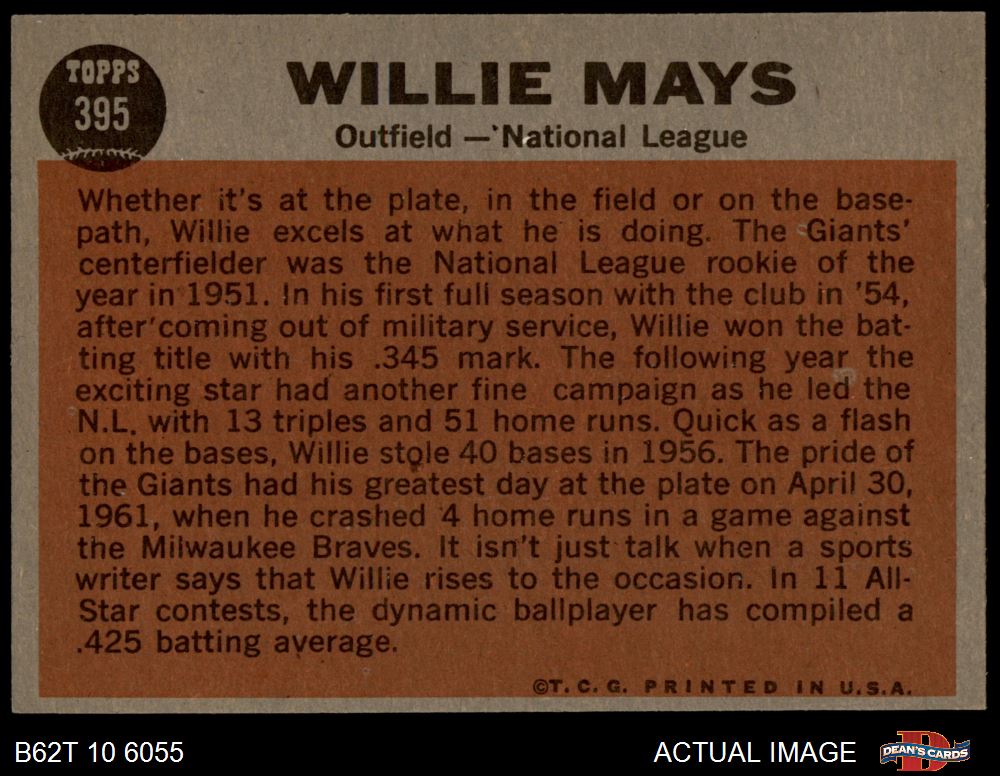 TOPPS
395
WILLIE MAYS
Outfield — National League
Whether it's at the plate, in the field or on the base-
path, Willie excels at what he is doing. The Giants'
centerfielder was the National League rookie of the
year in 1951. In his first full season with the club in '54,
after coming out of military service, Willie won the bat-
ting title with his .345 mark. The following year the
exciting star had another fine campaign as he led the
N.L. with 13 triples and 51 home runs. Quick as a flash
on the bases, Willie stole 40 bases in 1956. The pride of
the Giants had his greatest day at the plate on April 30,
1961, when he crashed 4 home runs in a game against
the Milwaukee Braves. It isn't just talk when a sports
writer says that Willie rises to the occasion. In 11 All-
Star contests, the dynamic ballplayer has compiled a
.425 batting average.
©T. C. G. PRINTED IN U.S.A.
B62T 10 6055
ACTUAL IMAGE
DEAN'S CARDS